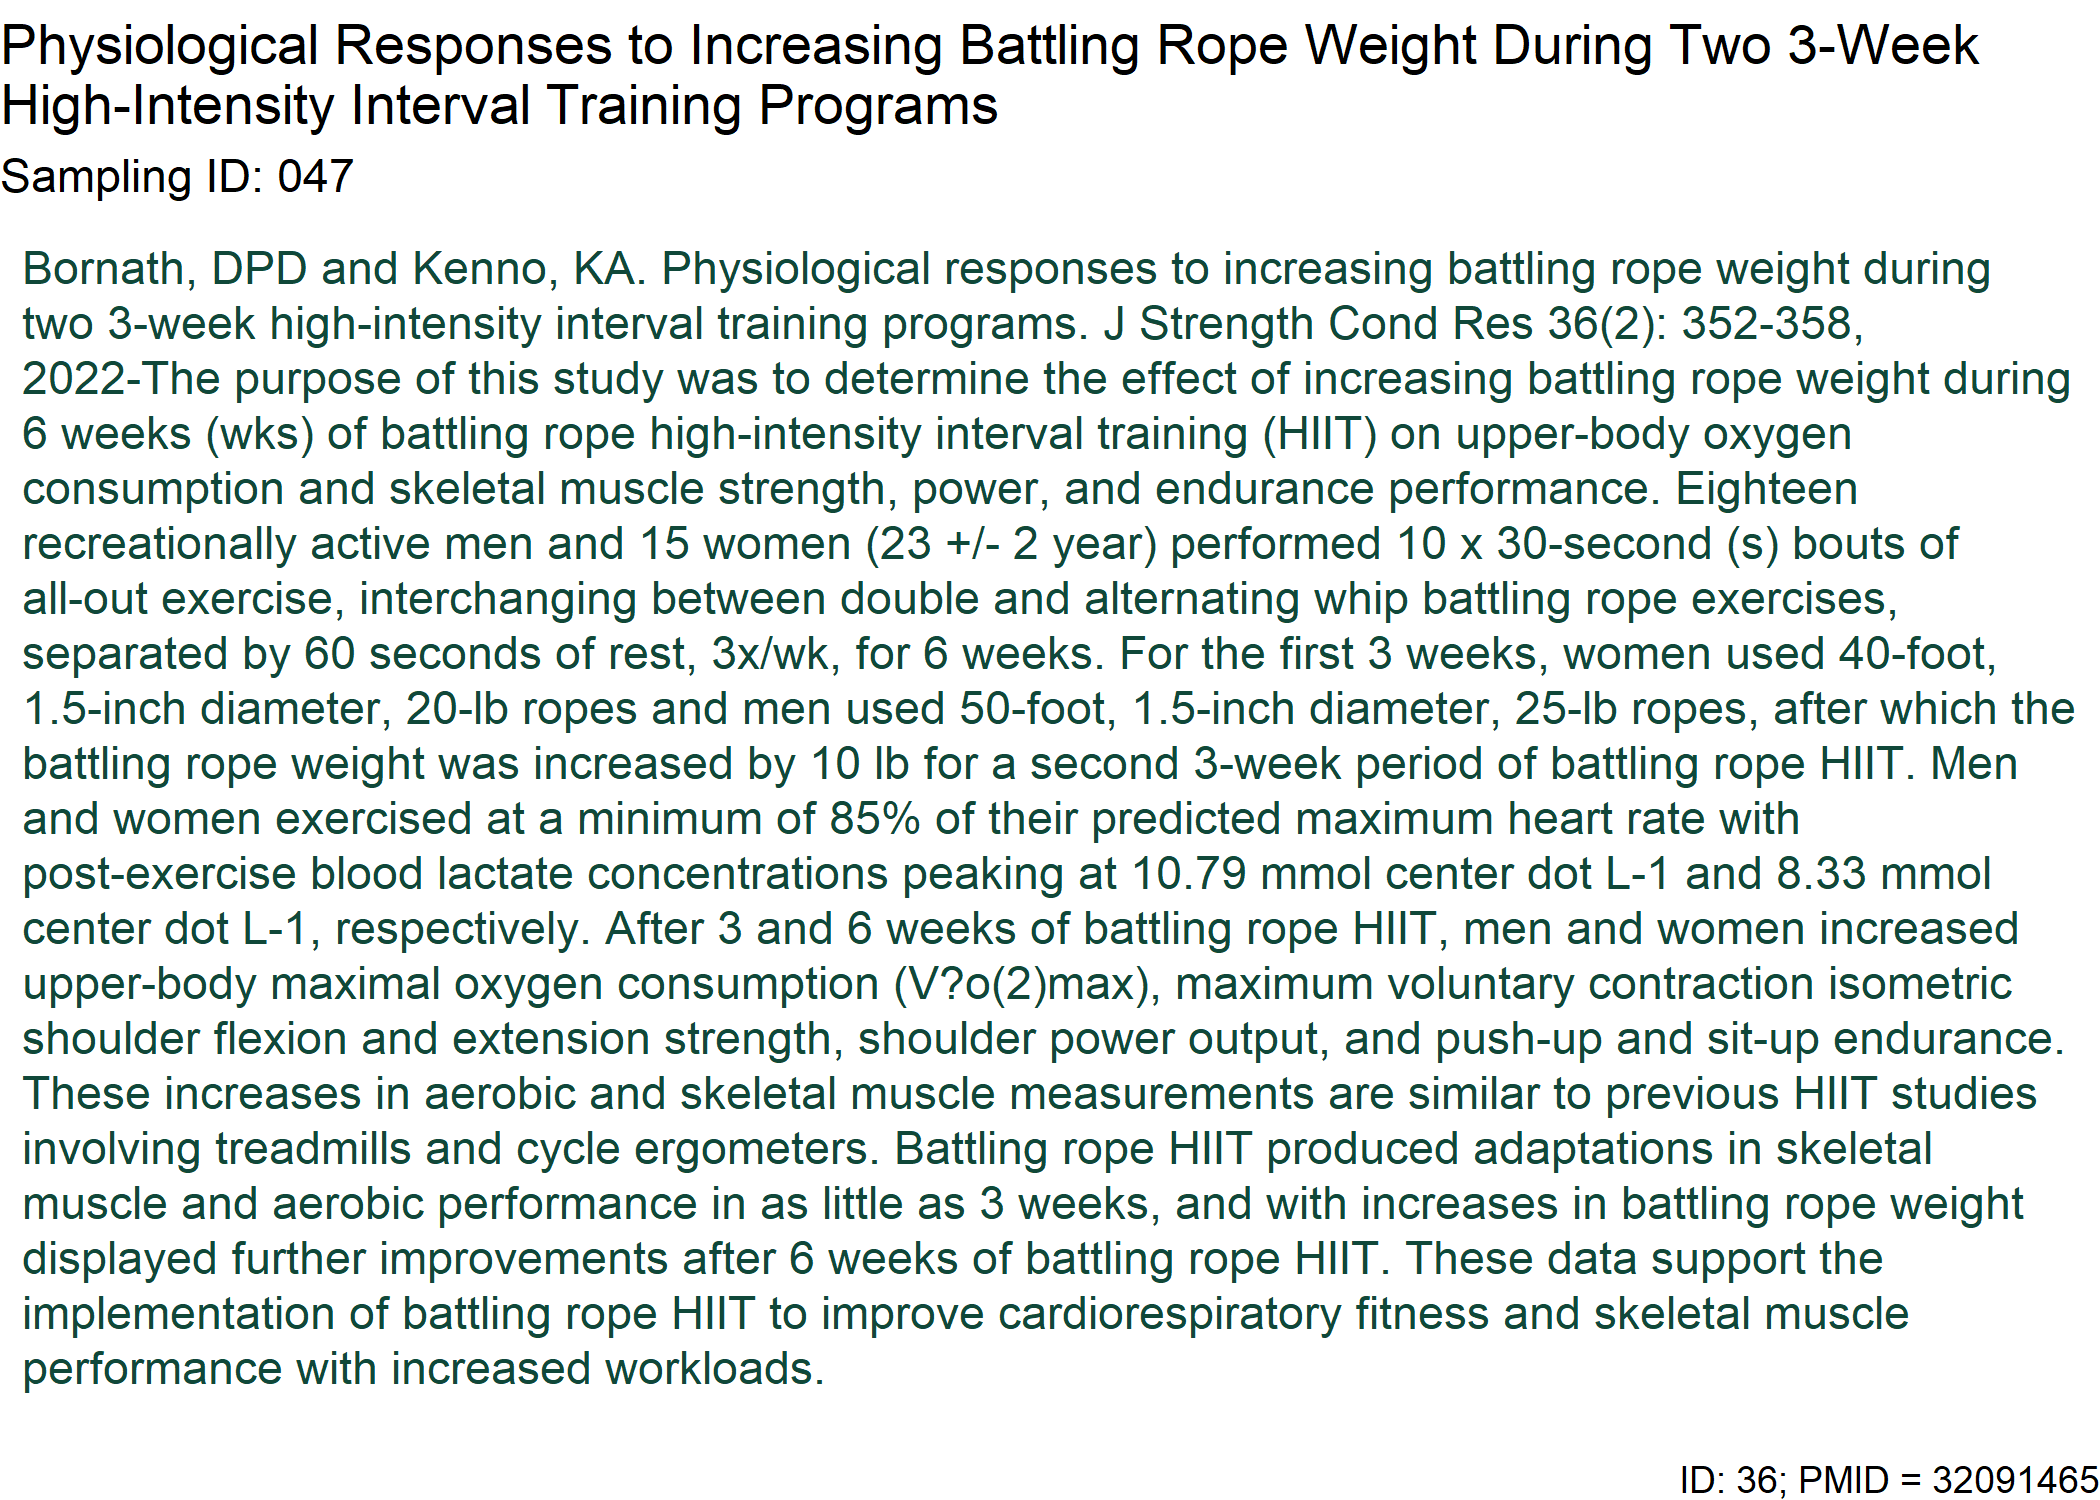 Physiological Responses to Increasing Battling Rope Weight During Two 3-Week
High-Intensity Interval Training Programs
Sampling ID: 047
Bornath, DPD and Kenno, KA. Physiological responses to increasing battling rope weight during
two 3-week high-intensity interval training programs. J Strength Cond Res 36(2): 352-358,
2022-The purpose of this study was to determine the effect of increasing battling rope weight during
6 weeks (wks) of battling rope high-intensity interval training (HIIT) on upper-body oxygen
consumption and skeletal muscle strength, power, and endurance performance. Eighteen
recreationally active men and 15 women (23 +/- 2 year) performed 10 x 30-second (s) bouts of
all-out exercise, interchanging between double and alternating whip battling rope exercises,
separated by 60 seconds of rest, 3x/wk, for 6 weeks. For the first 3 weeks, women used 40-foot,
1.5-inch diameter, 20-lb ropes and men used 50-foot, 1.5-inch diameter, 25-lb ropes, after which the
battling rope weight was increased by 10 lb for a second 3-week period of battling rope HIIT. Men
and women exercised at a minimum of 85% of their predicted maximum heart rate with
post-exercise blood lactate concentrations peaking at 10.79 mmol center dot L-1 and 8.33 mmol
center dot L-1, respectively. After 3 and 6 weeks of battling rope HIIT, men and women increased
upper-body maximal oxygen consumption (V?o(2)max), maximum voluntary contraction isometric
shoulder flexion and extension strength, shoulder power output, and push-up and sit-up endurance.
These increases in aerobic and skeletal muscle measurements are similar to previous HIIT studies
involving treadmills and cycle ergometers. Battling rope HIIT produced adaptations in skeletal
muscle and aerobic performance in as little as 3 weeks, and with increases in battling rope weight
displayed further improvements after 6 weeks of battling rope HIIT. These data support the
implementation of battling rope HIIT to improve cardiorespiratory fitness and skeletal muscle
performance with increased workloads.
ID: 36; PMID = 32091465